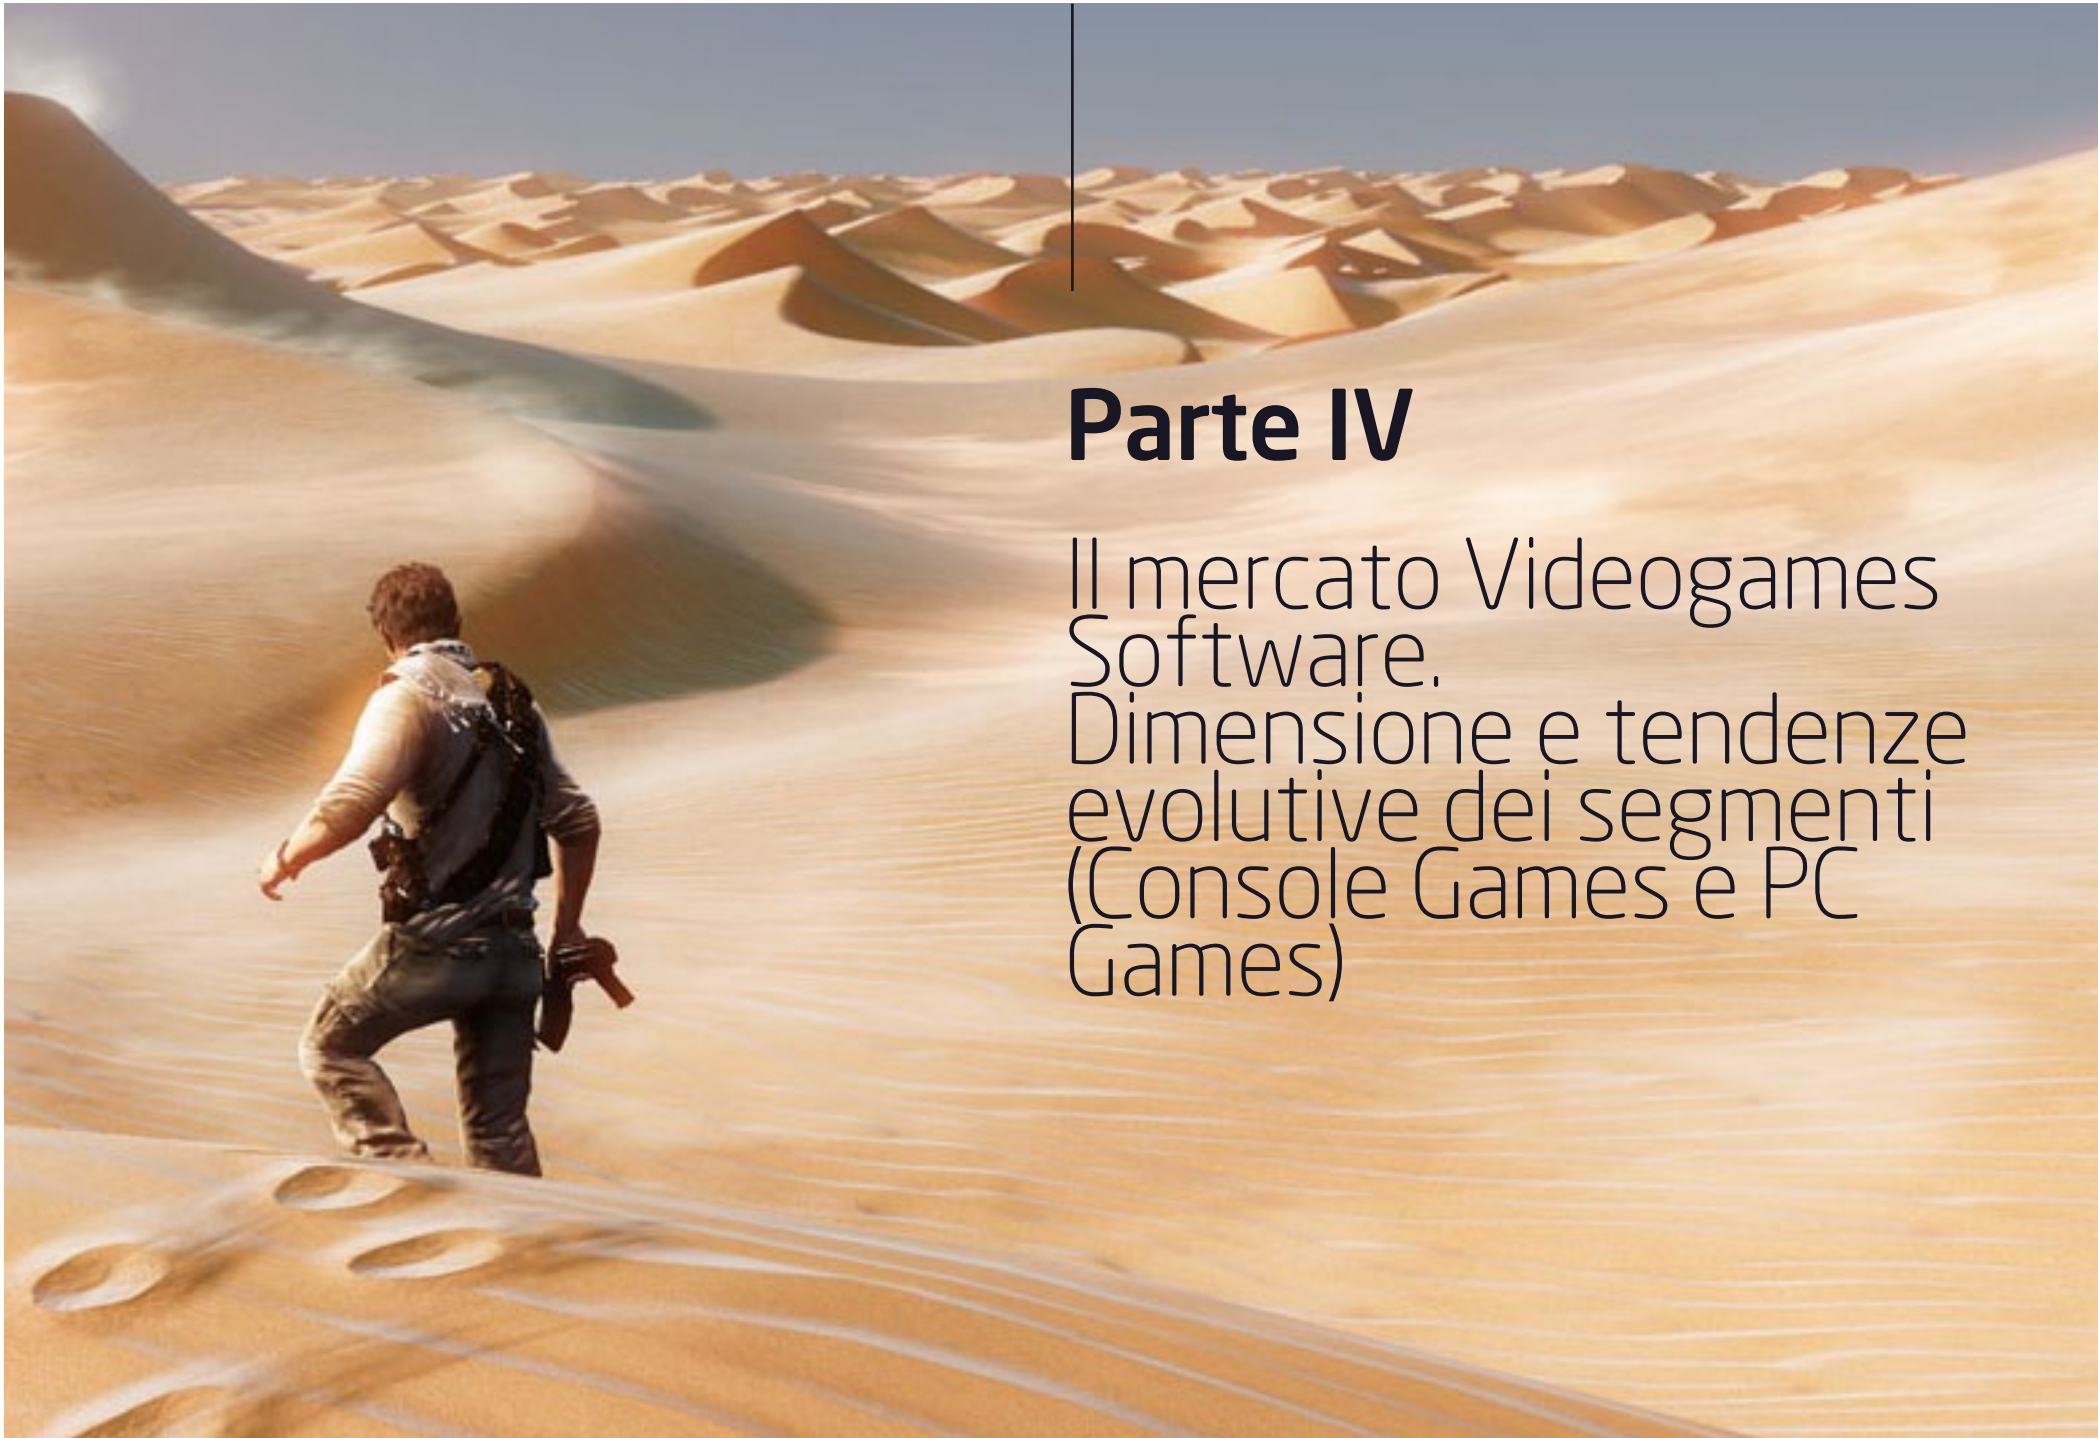 Parte IV
Il mercato Videogames
Software.
Dimensione e tendenze
evolutive dei segmenti
(Console Games e PC
Games)